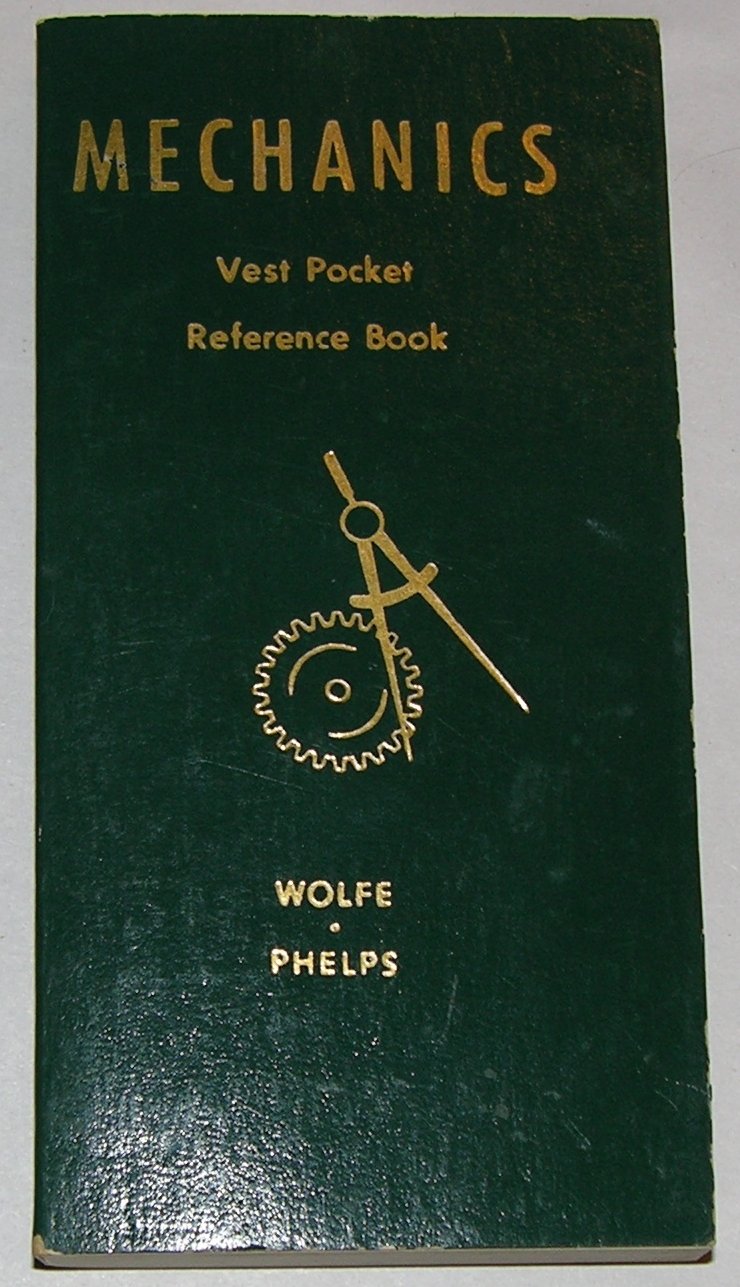 MECHANICS
Vest Pocket
Reference Book
WOLFE
•
PHELPS